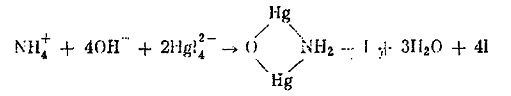 Hg
NH₄⁺ + 4OH⁻ + 2HgI₄²⁻ → O NH₂ – I + 3H₂O + 4I
Hg